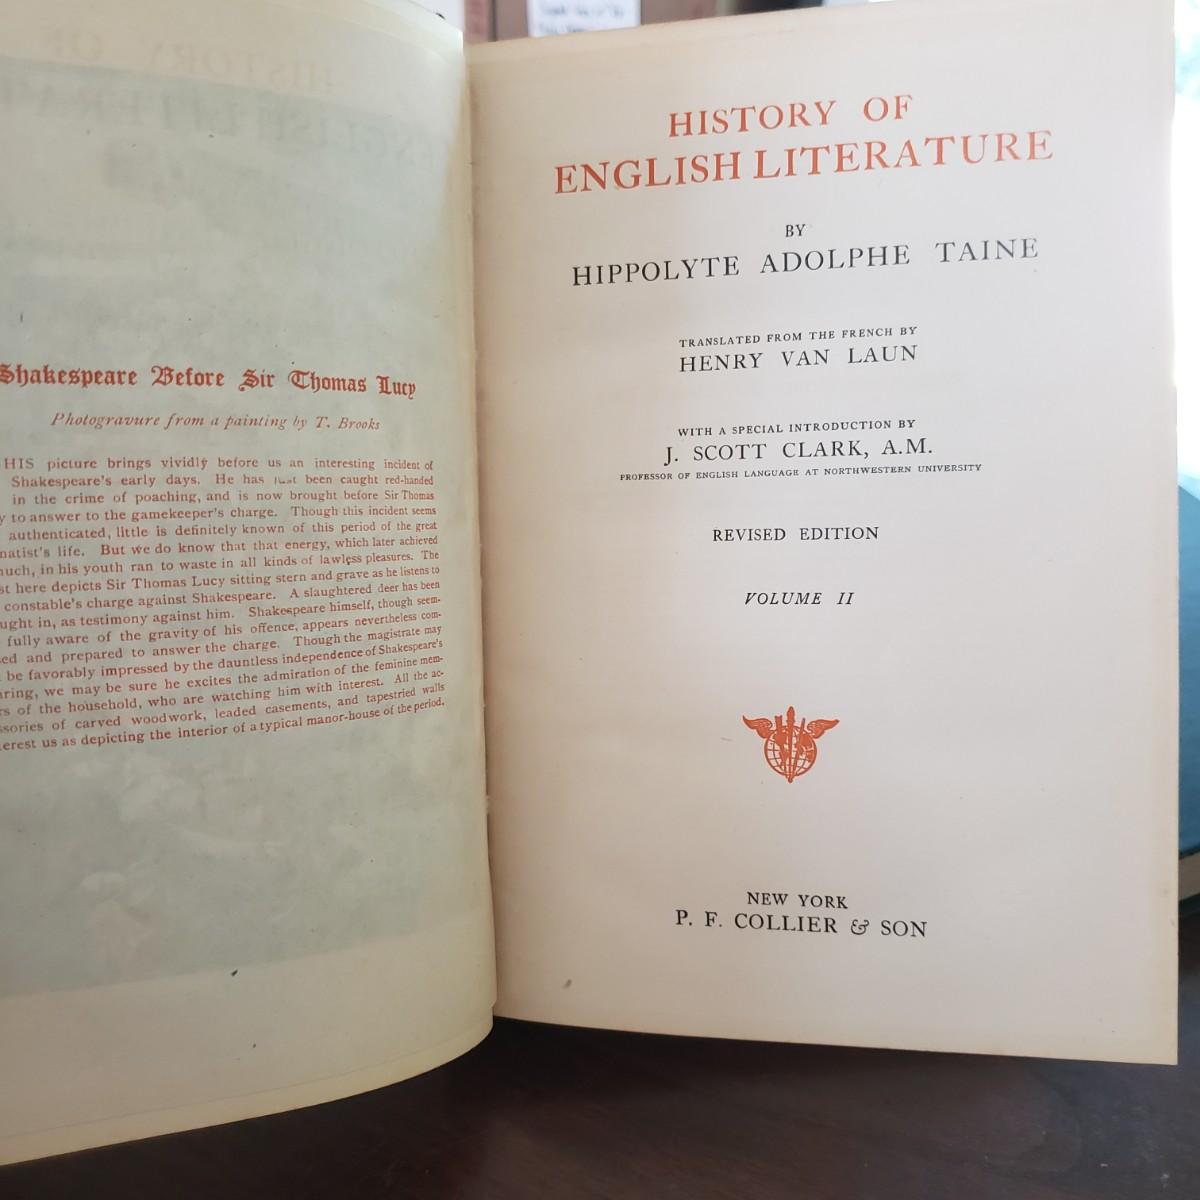 Shakespeare Before Sir Thomas Lucy
Photogravure from a painting by T. Brooks
HIS picture brings vividly before us an interesting incident of
Shakespeare's early days. He has just been caught red-handed
in the crime of poaching, and is now brought before Sir Thomas
y to answer to the gamekeeper's charge. Though this incident seems
authenticated, little is definitely known of this period of the great
natist's life. But we do know that that energy, which later achieved
much, in his youth ran to waste in all kinds of lawless pleasures. The
st here depicts Sir Thomas Lucy sitting stern and grave as he listens to
constable's charge against Shakespeare. A slaughtered deer has been
ught in, as testimony against him. Shakespeare himself, though seem-
fully aware of the gravity of his offence, appears nevertheless com-
sed and prepared to answer the charge. Though the magistrate may
be favorably impressed by the dauntless independence of Shakespeare's
aring, we may be sure he excites the admiration of the feminine mem-
rs of the household, who are watching him with interest. All the ac-
ssories of carved woodwork, leaded casements, and tapestried walls
erest us as depicting the interior of a typical manor-house of the period.
HISTORY OF
ENGLISH LITERATURE
BY
HIPPOLYTE ADOLPHE TAINE
TRANSLATED FROM THE FRENCH BY
HENRY VAN LAUN
WITH A SPECIAL INTRODUCTION BY
J. SCOTT CLARK, A.M.
PROFESSOR OF ENGLISH LANGUAGE AT NORTHWESTERN UNIVERSITY
REVISED EDITION
VOLUME II
NEW YORK
P. F. COLLIER & SON